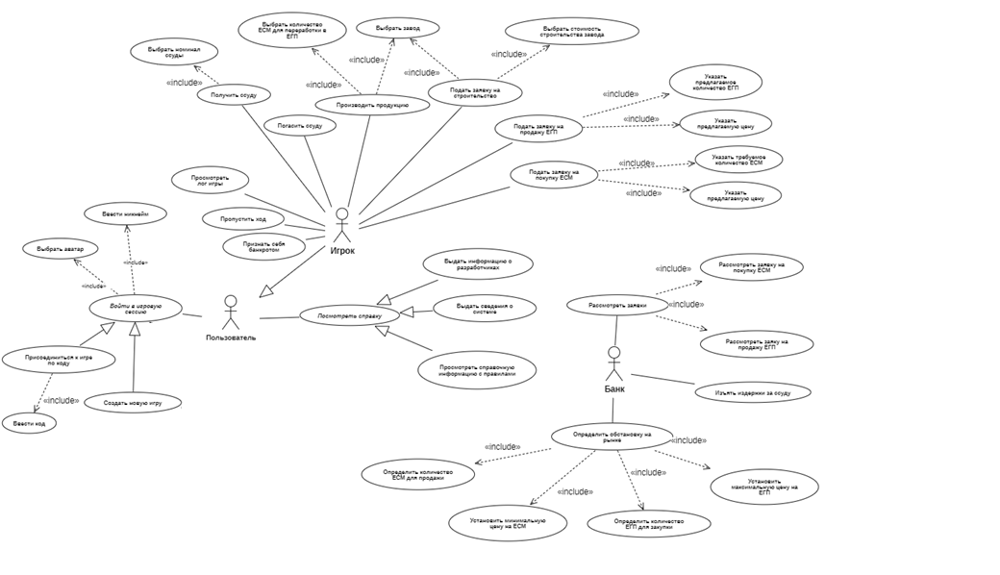 Выбрать количество
ЕСМ для переработки в
ЕГП
Выбрать завод
Выбрать стоимость
строительства завода
Выбрать номинал
ссуды
«include»
«include»
«include»
«include»
«include»
Получить ссуду
Производить продукцию
Подать заявку на
строительство
Погасить ссуду
Подать заявку на
продажу ЕГП
«include»
«include»
Указать
предлагаемое
количество ЕГП
Указать
предлагаемую цену
Подать заявку на
покупку ЕСМ
«include»
«include»
Указать требуемое
количество ЕСМ
Указать
предлагаемую цену
Просмотреть
лог игры
Пропустить ход
Признать себя
банкротом
Игрок
Ввести никнейм
Выбрать аватар
«include»
«include»
Войти в игровую
сессию
Пользователь
Посмотреть справку
Выдать информацию о
разработчиках
Выдать сведения о
системе
Просмотреть справочную
информацию с правилами
Присоединиться к игре
по коду
«include»
Создать новую игру
Ввести код
Рассмотреть заявки
«include»
«include»
Рассмотреть заявку на
покупку ЕСМ
Рассмотреть заяку на
продажу ЕГП
Банк
Изъять издержки за ссуду
Определить обстановку на
рынке
«include»
«include»
«include»
«include»
Определить количество
ЕСМ для продажи
Установить минимальную
цену на ЕСМ
Определить количество
ЕГП для закупки
Установить
максимальную цену на
ЕГП